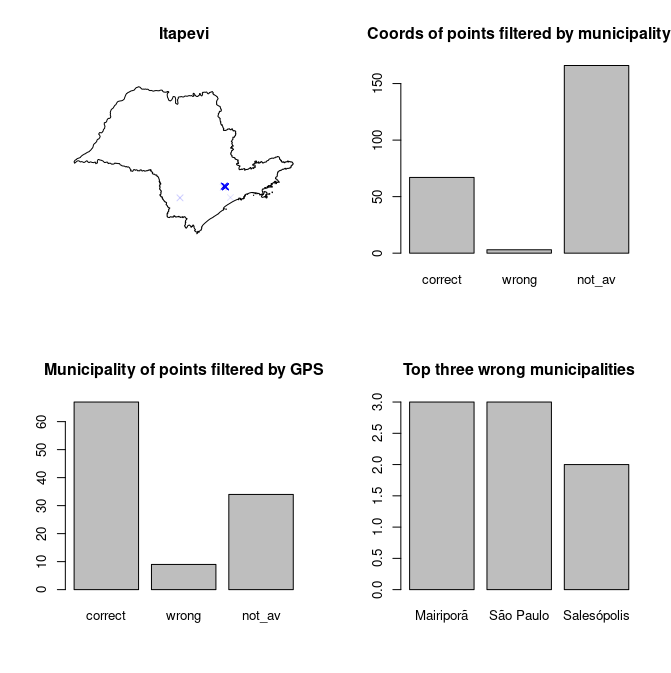 Itapevi
Coords of points filtered by municipality
150
100
50
0
correct wrong not_av
Municipality of points filtered by GPS
60
50
40
30
20
10
0
correct wrong not_av
Top three wrong municipalities
3.0
2.5
2.0
1.5
1.0
0.5
0.0
Mairiporã São Paulo Salesópolis